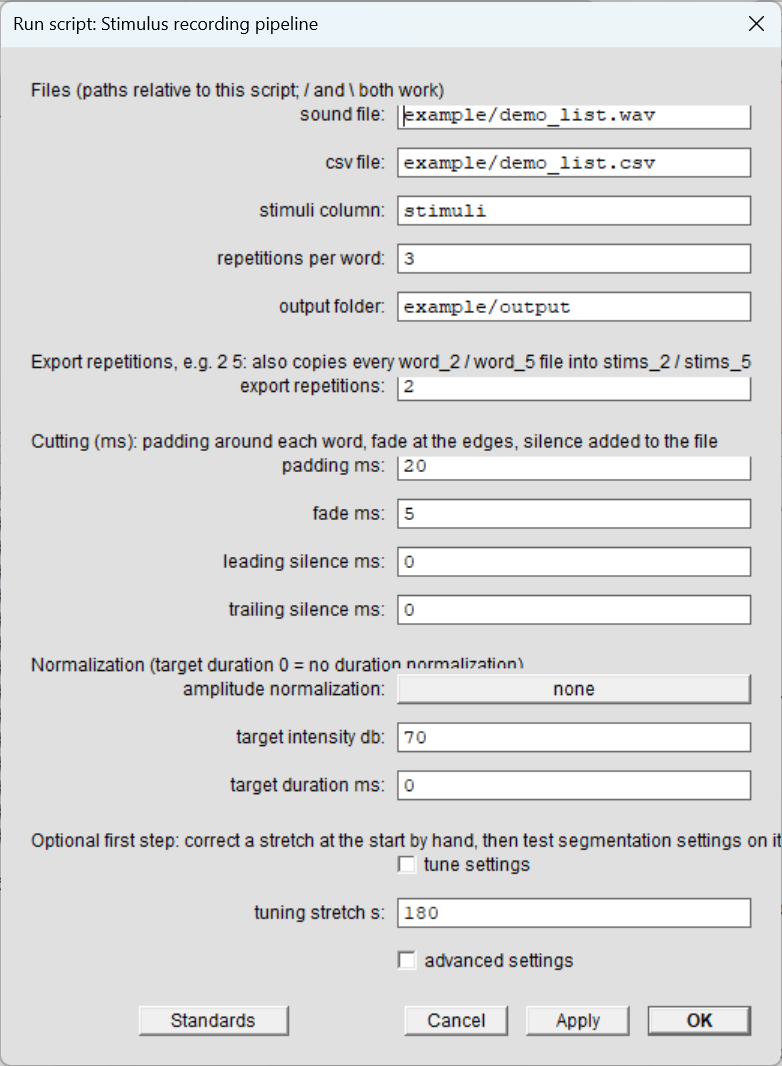 Run script: Stimulus recording pipeline
Files (paths relative to this script; / and \ both work)
sound file: example/demo_list.wav
csv file: example/demo_list.csv
stimuli column: stimuli
repetitions per word: 3
output folder: example/output
Export repetitions, e.g. 2 5: also copies every word_2 / word_5 file into stims_2 / stims_5
export repetitions: 2
Cutting (ms): padding around each word, fade at the edges, silence added to the file
padding ms: 20
fade ms: 5
leading silence ms: 0
trailing silence ms: 0
Normalization (target duration 0 = no duration normalization)
amplitude normalization: none
target intensity db: 70
target duration ms: 0
Optional first step: correct a stretch at the start by hand, then test segmentation settings on it
tune settings
tuning stretch s: 180
advanced settings
Standards Cancel Apply OK